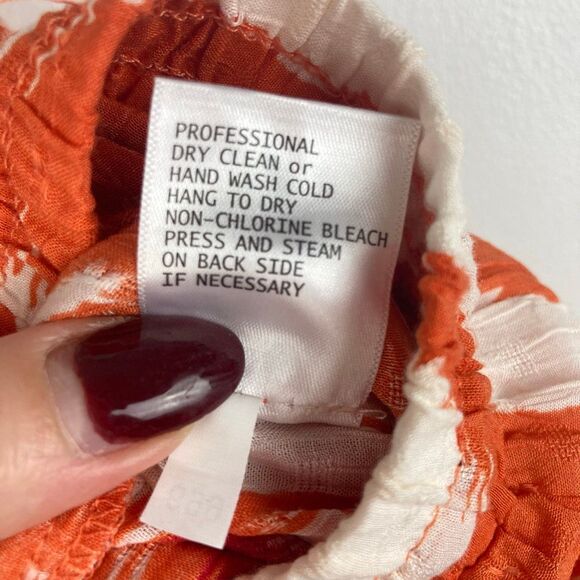 PROFESSIONAL
DRY CLEAN or
HAND WASH COLD
HANG TO DRY
NON-CHLORINE BLEACH
PRESS AND STEAM
ON BACK SIDE
IF NECESSARY